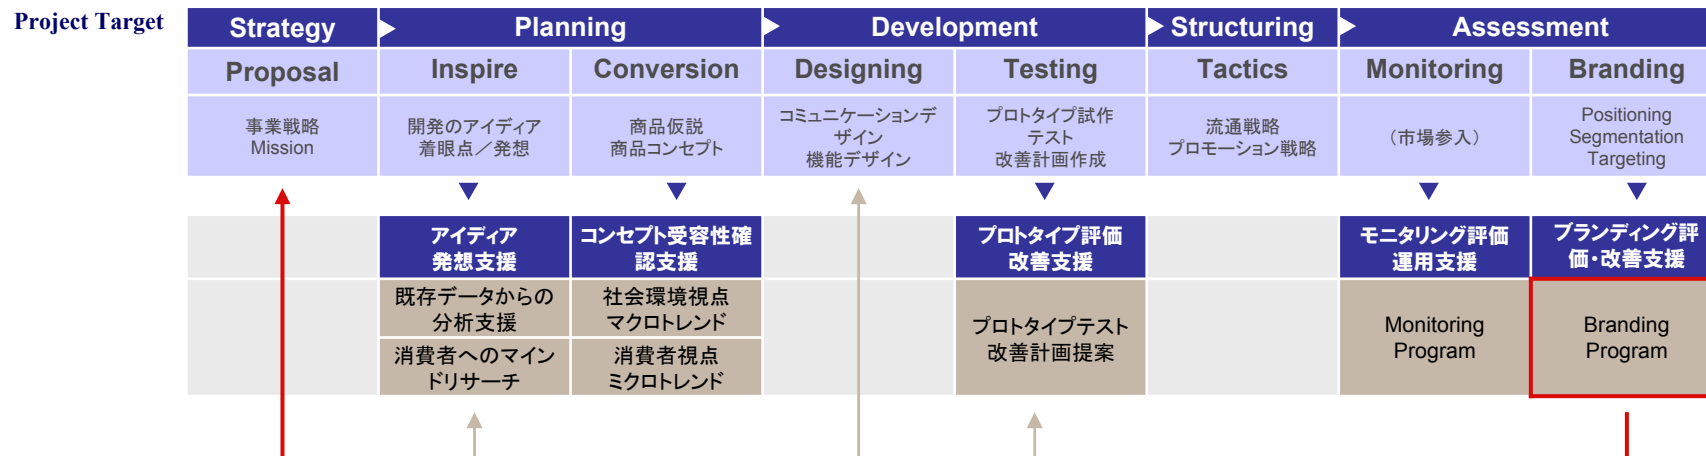 Project Target
Strategy
Planning
Development
Structuring
Assessment
Proposal
Inspire
Conversion
Designing
Testing
Tactics
Monitoring
Branding
事業戦略
Mission
開発のアイディア
着眼点／発想
商品仮説
商品コンセプト
コミュニケーションデ
ザイン
機能デザイン
プロトタイプ試作
テスト
改善計画作成
流通戦略
プロモーション戦略
（市場参入）
Positioning
Segmentation
Targeting
アイディア
発想支援
コンセプト受容性確
認支援
プロトタイプ評価
改善支援
モニタリング評価
運用支援
ブランディング評
価・改善支援
既存データからの
分析支援
社会環境視点
マクロトレンド
プロトタイプテスト
改善計画提案
Monitoring
Program
Branding
Program
消費者へのマイン
ドリサーチ
消費者視点
ミクロトレンド